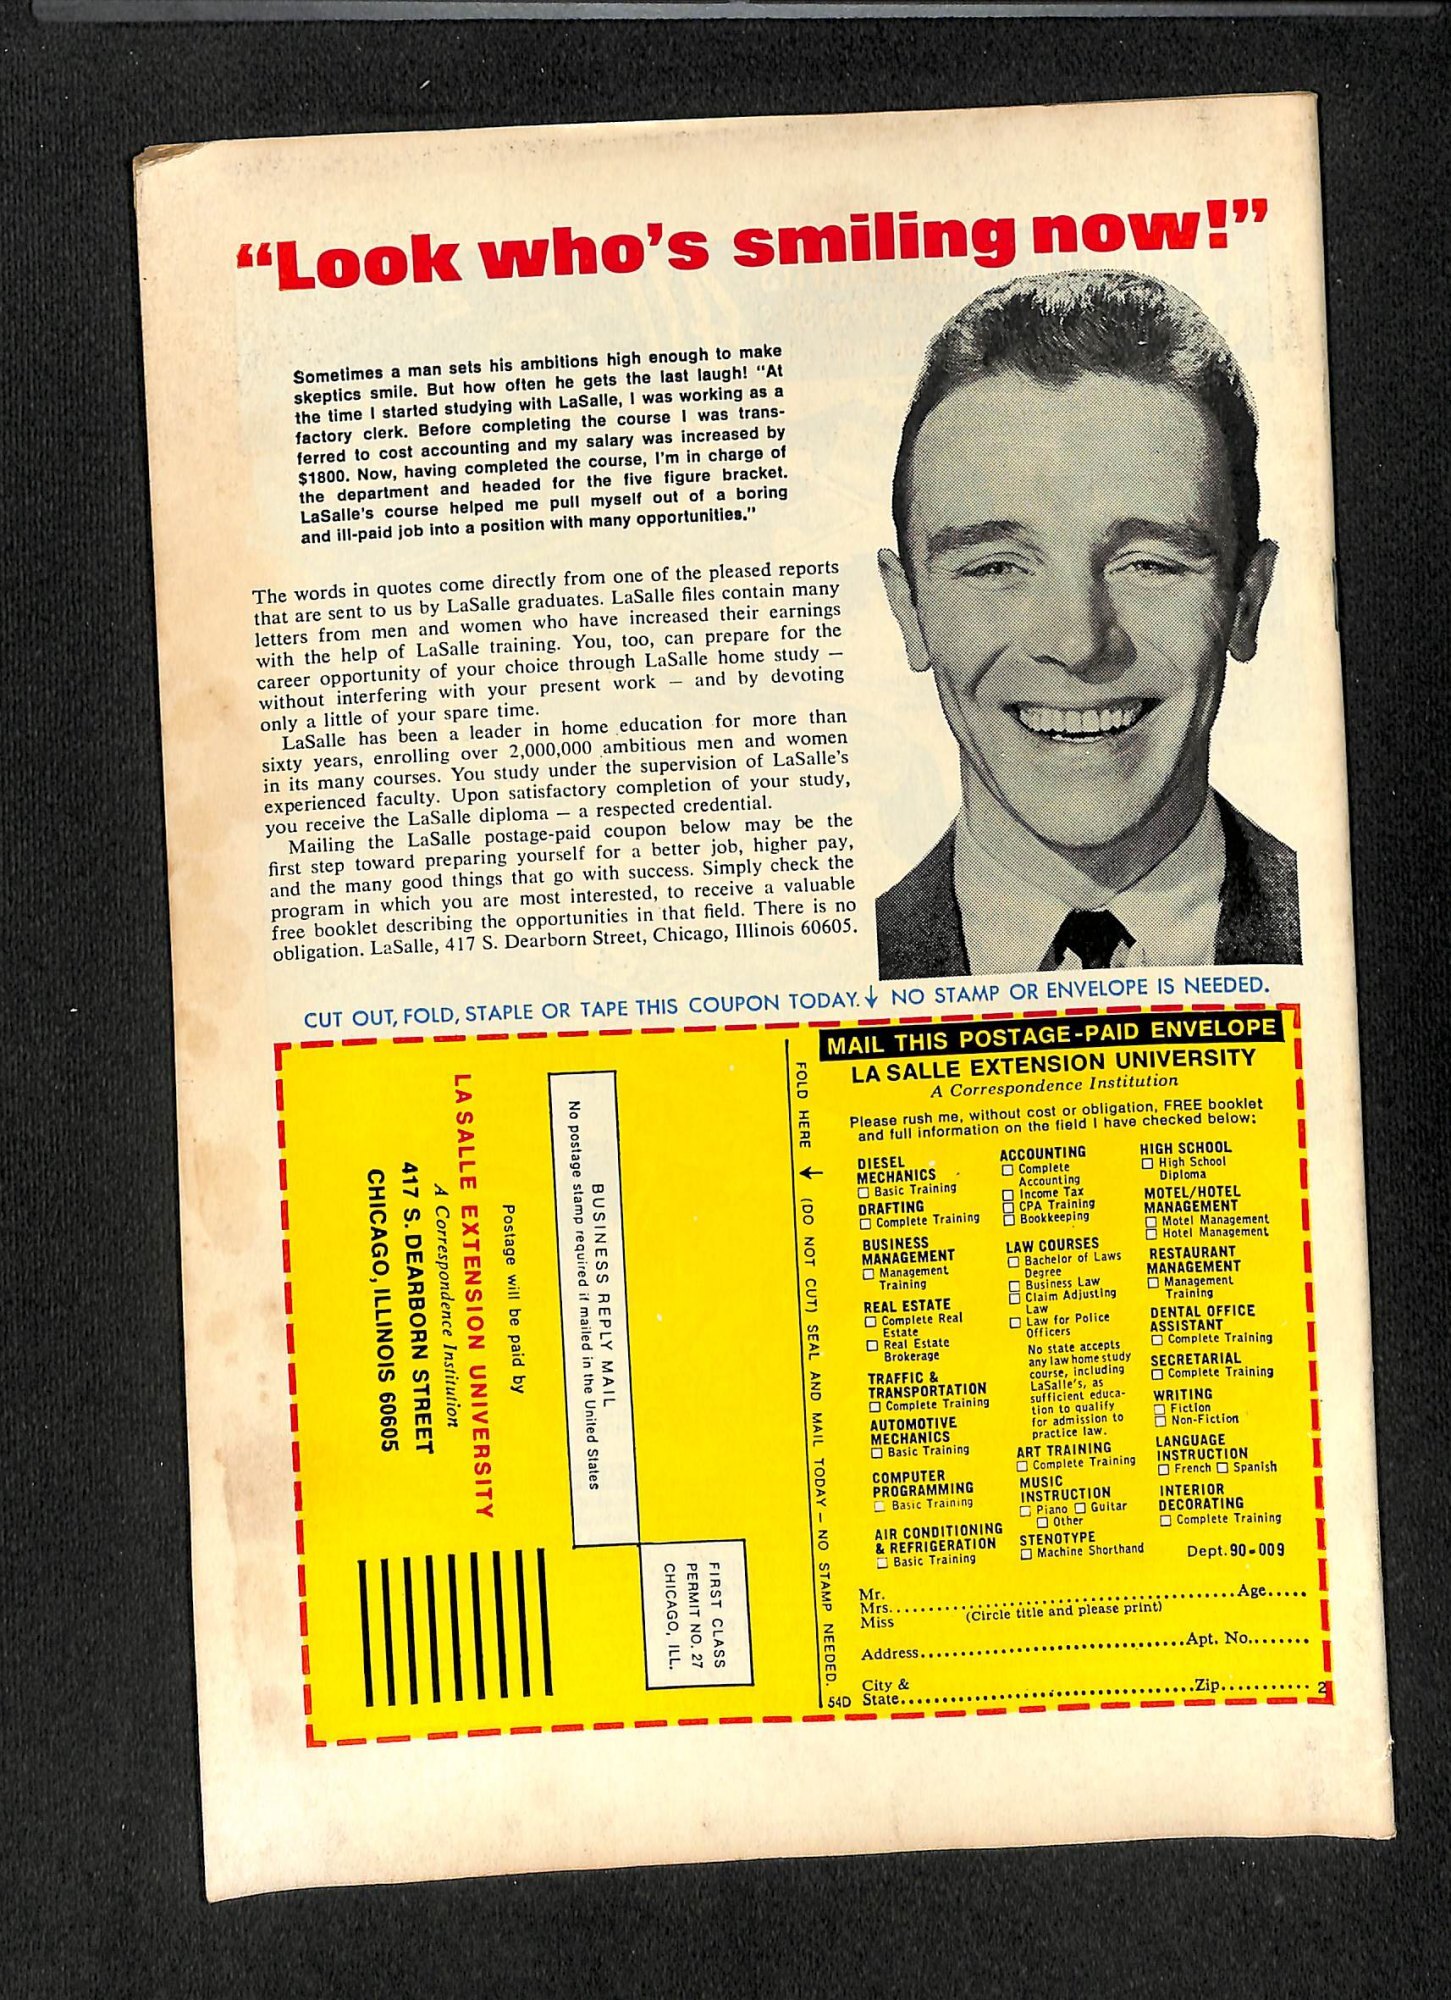 “Look who’s smiling now!”
Sometimes a man sets his ambitions high enough to make
skeptics smile. But how often he gets the last laugh! “At
the time I started studying with LaSalle, I was working as a
factory clerk. Before completing the course I was trans-
ferred to cost accounting and my salary was increased by
$1800. Now, having completed the course, I’m in charge of
the department and headed for the five figure bracket.
LaSalle’s course helped me pull myself out of a boring
and ill-paid job into a position with many opportunities.”
The words in quotes come directly from one of the pleased reports
that are sent to us by LaSalle graduates. LaSalle files contain many
letters from men and women who have increased their earnings
with the help of LaSalle training. You, too, can prepare for the
career opportunity of your choice through LaSalle home study —
without interfering with your present work — and by devoting
only a little of your spare time.
LaSalle has been a leader in home education for more than
sixty years, enrolling over 2,000,000 ambitious men and women
in its many courses. You study under the supervision of LaSalle’s
experienced faculty. Upon satisfactory completion of your study,
you receive the LaSalle diploma — a respected credential.
Mailing the LaSalle postage-paid coupon below may be the
first step toward preparing yourself for a better job, higher pay,
and the many good things that go with success. Simply check the
program in which you are most interested, to receive a valuable
free booklet describing the opportunities in that field. There is no
obligation. LaSalle, 417 S. Dearborn Street, Chicago, Illinois 60605.
CUT OUT, FOLD, STAPLE OR TAPE THIS COUPON TODAY.↓ NO STAMP OR ENVELOPE IS NEEDED.
FIRST CLASS
PERMIT NO. 27
CHICAGO, ILL.
BUSINESS REPLY MAIL
No postage stamp required if mailed in the United States
Postage will be paid by
LA SALLE EXTENSION UNIVERSITY
A Correspondence Institution
417 S. DEARBORN STREET
CHICAGO, ILLINOIS 60605
FOLD HERE → (DO NOT CUT) SEAL AND MAIL TODAY – NO STAMP NEEDED.
MAIL THIS POSTAGE-PAID ENVELOPE
LA SALLE EXTENSION UNIVERSITY
A Correspondence Institution
Please rush me, without cost or obligation, FREE booklet
and full information on the field I have checked below:
DIESEL
MECHANICS
☐ Basic Training
DRAFTING
☐ Complete Training
BUSINESS
MANAGEMENT
☐ Management
Training
REAL ESTATE
☐ Complete Real
Estate
☐ Real Estate
Brokerage
TRAFFIC &
TRANSPORTATION
☐ Complete Training
AUTOMOTIVE
MECHANICS
☐ Basic Training
COMPUTER
PROGRAMMING
☐ Basic Training
AIR CONDITIONING
& REFRIGERATION
☐ Basic Training
ACCOUNTING
☐ Complete
Accounting
☐ Income Tax
☐ CPA Training
☐ Bookkeeping
LAW COURSES
☐ Bachelor of Laws
Degree
☐ Business Law
☐ Claim Adjusting
Law
☐ Law for Police
Officers
No state accepts
any law home study
course, including
LaSalle’s, as
sufficient educa-
tion to qualify
for admission to
practice law.
ART TRAINING
☐ Complete Training
MUSIC
INSTRUCTION
☐ Piano ☐ Guitar
☐ Other
STENOTYPE
☐ Machine Shorthand
HIGH SCHOOL
☐ High School
Diploma
MOTEL/HOTEL
MANAGEMENT
☐ Motel Management
☐ Hotel Management
RESTAURANT
MANAGEMENT
☐ Management
Training
DENTAL OFFICE
ASSISTANT
☐ Complete Training
SECRETARIAL
☐ Complete Training
WRITING
☐ Fiction
☐ Non-Fiction
LANGUAGE
INSTRUCTION
☐ French ☐ Spanish
INTERIOR
DECORATING
☐ Complete Training
Dept. 90-009
Mr.
Mrs. ........ Age.....
Miss (Circle title and please print)
Address ........ Apt. No........
City &
State ........ Zip...........
54D
2